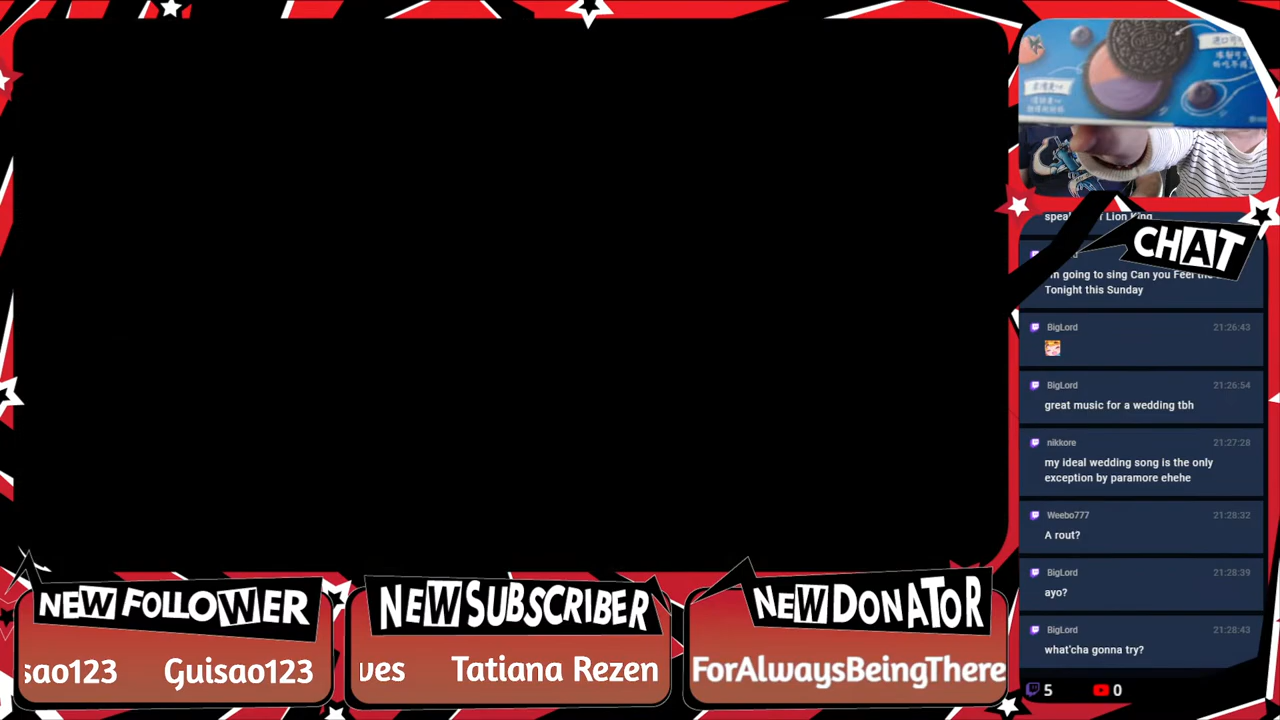 OREO
speak
Lion King
I'm going to sing Can you Feel the
Tonight this Sunday
CHAT
BigLord 21:26:43
BigLord 21:26:54
great music for a wedding tbh
nikkore 21:27:28
my ideal wedding song is the only
exception by paramore ehehe
Weebo777 21:28:32
A rout?
BigLord 21:28:39
ayo?
BigLord 21:28:43
what'cha gonna try?
5 0
NEW FOLLOWER
sao123 Guisao123
NEW SUBSCRIBER
ves Tatiana Rezen
NEW DONATOR
ForAlwaysBeingThere